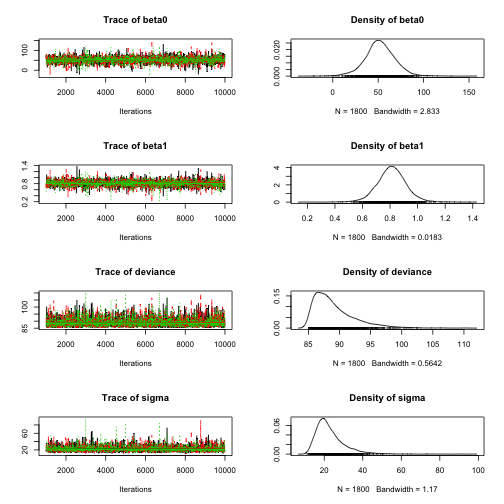 Trace of beta0
0 100
2000 4000 6000 8000 10000
Iterations
Density of beta0
0.000 0.020
0 50 100 150
N = 1800 Bandwidth = 2.833
Trace of beta1
0.2 0.8 1.4
2000 4000 6000 8000 10000
Iterations
Density of beta1
0 2 4
0.2 0.4 0.6 0.8 1.0 1.2 1.4
N = 1800 Bandwidth = 0.0183
Trace of deviance
85 100
2000 4000 6000 8000 10000
Iterations
Density of deviance
0.00 0.15
85 90 95 100 105 110
N = 1800 Bandwidth = 0.5642
Trace of sigma
20 60
2000 4000 6000 8000 10000
Iterations
Density of sigma
0.00 0.06
20 40 60 80 100
N = 1800 Bandwidth = 1.17